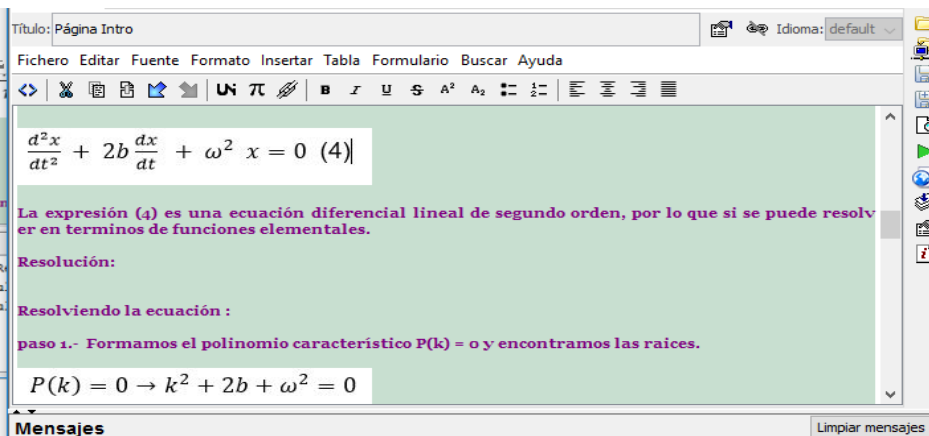 Título: Página Intro Idioma: default
Fichero Editar Fuente Formato Insertar Tabla Formulario Buscar Ayuda
d²x/dt² + 2b dx/dt + ω² x = 0 (4)
La expresión (4) es una ecuación diferencial lineal de segundo orden, por lo que si se puede resolv
er en terminos de funciones elementales.
Resolución:
Resolviendo la ecuación :
paso 1.- Formamos el polinomio característico P(k) = 0 y encontramos las raices.
P(k) = 0 → k² + 2b + ω² = 0
Mensajes Limpiar mensajes